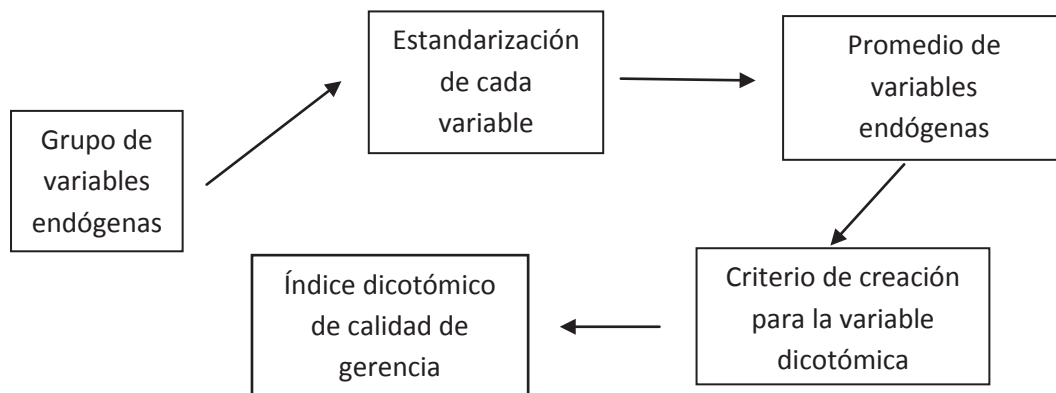 Grupo de
variables
endógenas
Estandarización
de cada
variable
Promedio de
variables
endógenas
Criterio de creación
para la variable
dicotómica
Índice dicotómico
de calidad de
gerencia